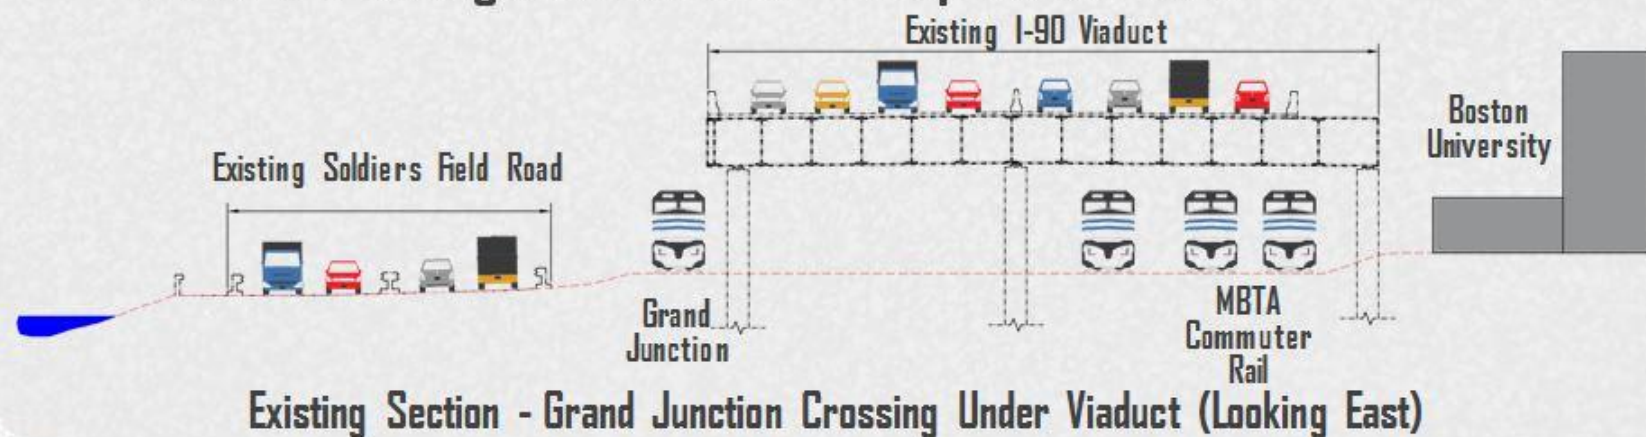 Existing I-90 Viaduct
Boston
University
Existing Soldiers Field Road
Grand
Junction
MBTA
Commuter
Rail
Existing Section - Grand Junction Crossing Under Viaduct (Looking East)